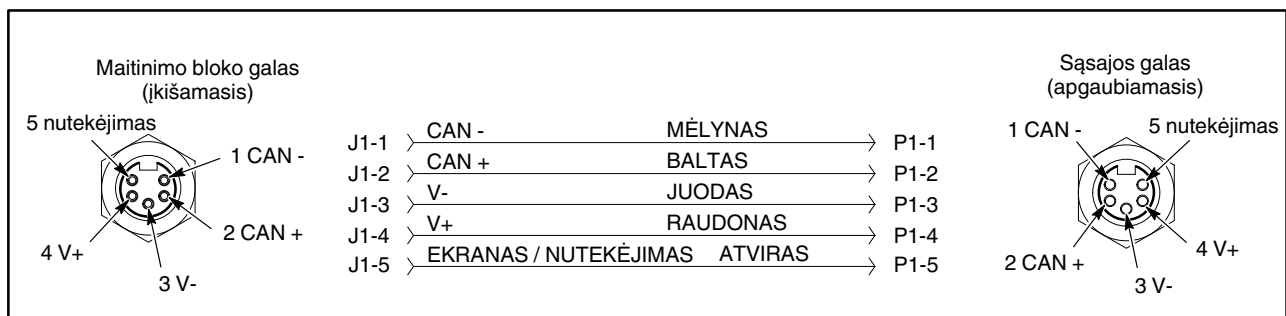 Maitinimo bloko galas
(įkišamasis)
5 nutekėjimas
1 CAN -
2 CAN +
3 V-
4 V+
J1-1 CAN - MĖLYNAS P1-1
J1-2 CAN + BALTAS P1-2
J1-3 V- JUODAS P1-3
J1-4 V+ RAUDONAS P1-4
J1-5 EKRANAS / NUTEKĖJIMAS ATVIRAS P1-5
Sąsajos galas
(apgaubiamasis)
1 CAN -
5 nutekėjimas
2 CAN +
4 V+
3 V-